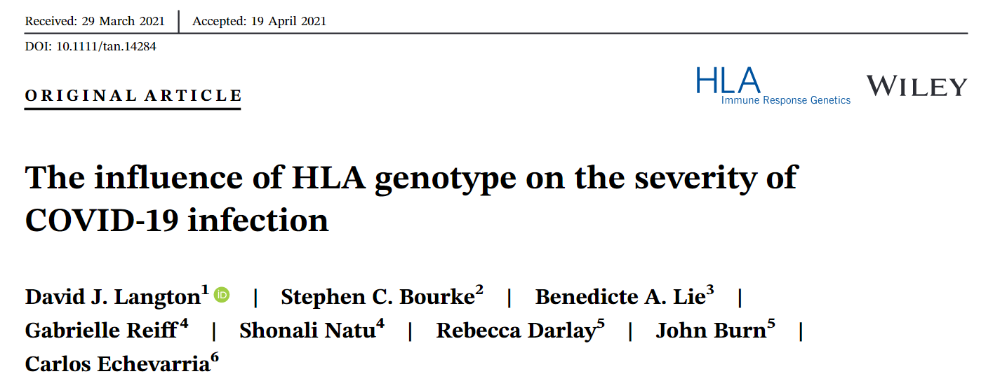 Received: 29 March 2021 | Accepted: 19 April 2021
DOI: 10.1111/tan.14284
ORIGINAL ARTICLE
HLA
Immune Response Genetics
WILEY
The influence of HLA genotype on the severity of
COVID-19 infection
David J. Langton1 iD | Stephen C. Bourke2 | Benedicte A. Lie3 |
Gabrielle Reiff4 | Shonali Natu4 | Rebecca Darlay5 | John Burn5 |
Carlos Echevarria6